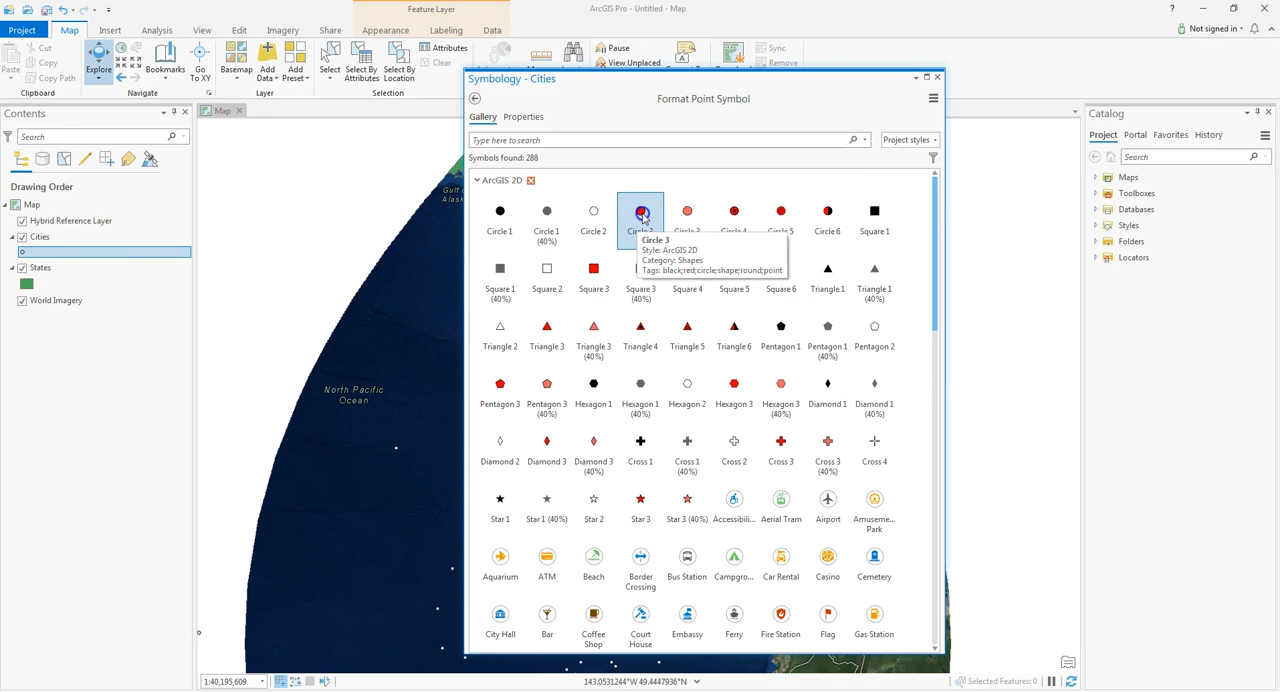 Feature Layer
ArcGIS Pro - Untitled - Map
Project Map Insert Analysis View Edit Imagery Share Appearance Labeling Data
Not signed in
Paste
Cut
Copy
Copy Path
Clipboard
Explore
Bookmarks
Go To XY
Navigate
Basemap
Add Data
Add Preset
Layer
Select
Select By Attributes
Select By Location
Attributes
Clear
Selection
Pause
View Unplaced
Sync
Remove
Contents
Search
Drawing Order
Map
Hybrid Reference Layer
Cities
States
World Imagery
Map
Gulf of
Alas
North Pacific
Ocean
Symbology - Cities
Format Point Symbol
Gallery Properties
Type here to search
Project styles
Symbols found: 288
ArcGIS 2D
Circle 1 Circle 1 (40%) Circle 2 Circle 3 Circle 4 Circle 5 Circle 6 Square 1
Circle 3
Style: ArcGIS 2D
Category: Shapes
Tags: black;red;circle;shape;round;point
Square 1 (40%) Square 2 Square 3 Square 3 (40%) Square 4 Square 5 Square 6 Triangle 1 Triangle 1 (40%)
Triangle 2 Triangle 3 Triangle 3 (40%) Triangle 4 Triangle 5 Triangle 6 Pentagon 1 Pentagon 1 (40%) Pentagon 2
Pentagon 3 Pentagon 3 (40%) Hexagon 1 Hexagon 1 (40%) Hexagon 2 Hexagon 3 Hexagon 3 (40%) Diamond 1 Diamond 1 (40%)
Diamond 2 Diamond 3 Diamond 3 (40%) Cross 1 Cross 1 (40%) Cross 2 Cross 3 Cross 3 (40%) Cross 4
Star 1 Star 1 (40%) Star 2 Star 3 Star 3 (40%) Accessibili... Aerial Tram Airport Amuseme... Park
Aquarium ATM Beach Border Crossing Bus Station Campgro... Car Rental Casino Cemetery
City Hall Bar Coffee Shop Court House Embassy Ferry Fire Station Flag Gas Station
Catalog
Project Portal Favorites History
Search
Maps
Toolboxes
Databases
Styles
Folders
Locators
1:40,195,609
143.0531244°W 49.4447936°N
Selected Features: 0